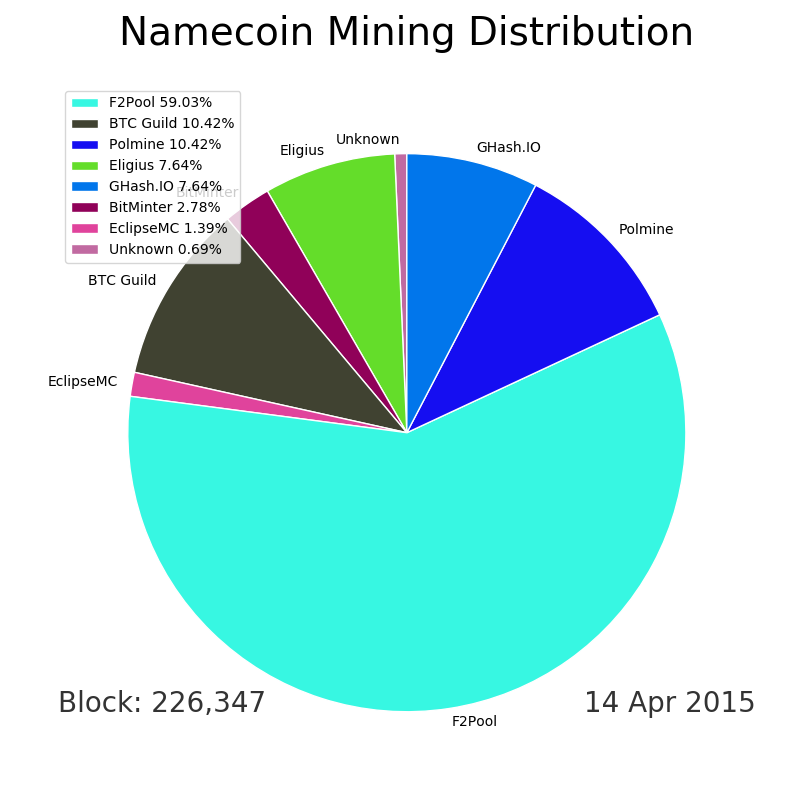 Namecoin Mining Distribution
F2Pool 59.03%
BTC Guild 10.42%
Polmine 10.42%
Eligius 7.64%
GHash.IO 7.64%
BitMinter 2.78%
EclipseMC 1.39%
Unknown 0.69%
Unknown
GHash.IO
Eligius
BitMinter
Polmine
BTC Guild
EclipseMC
F2Pool
Block: 226,347
14 Apr 2015